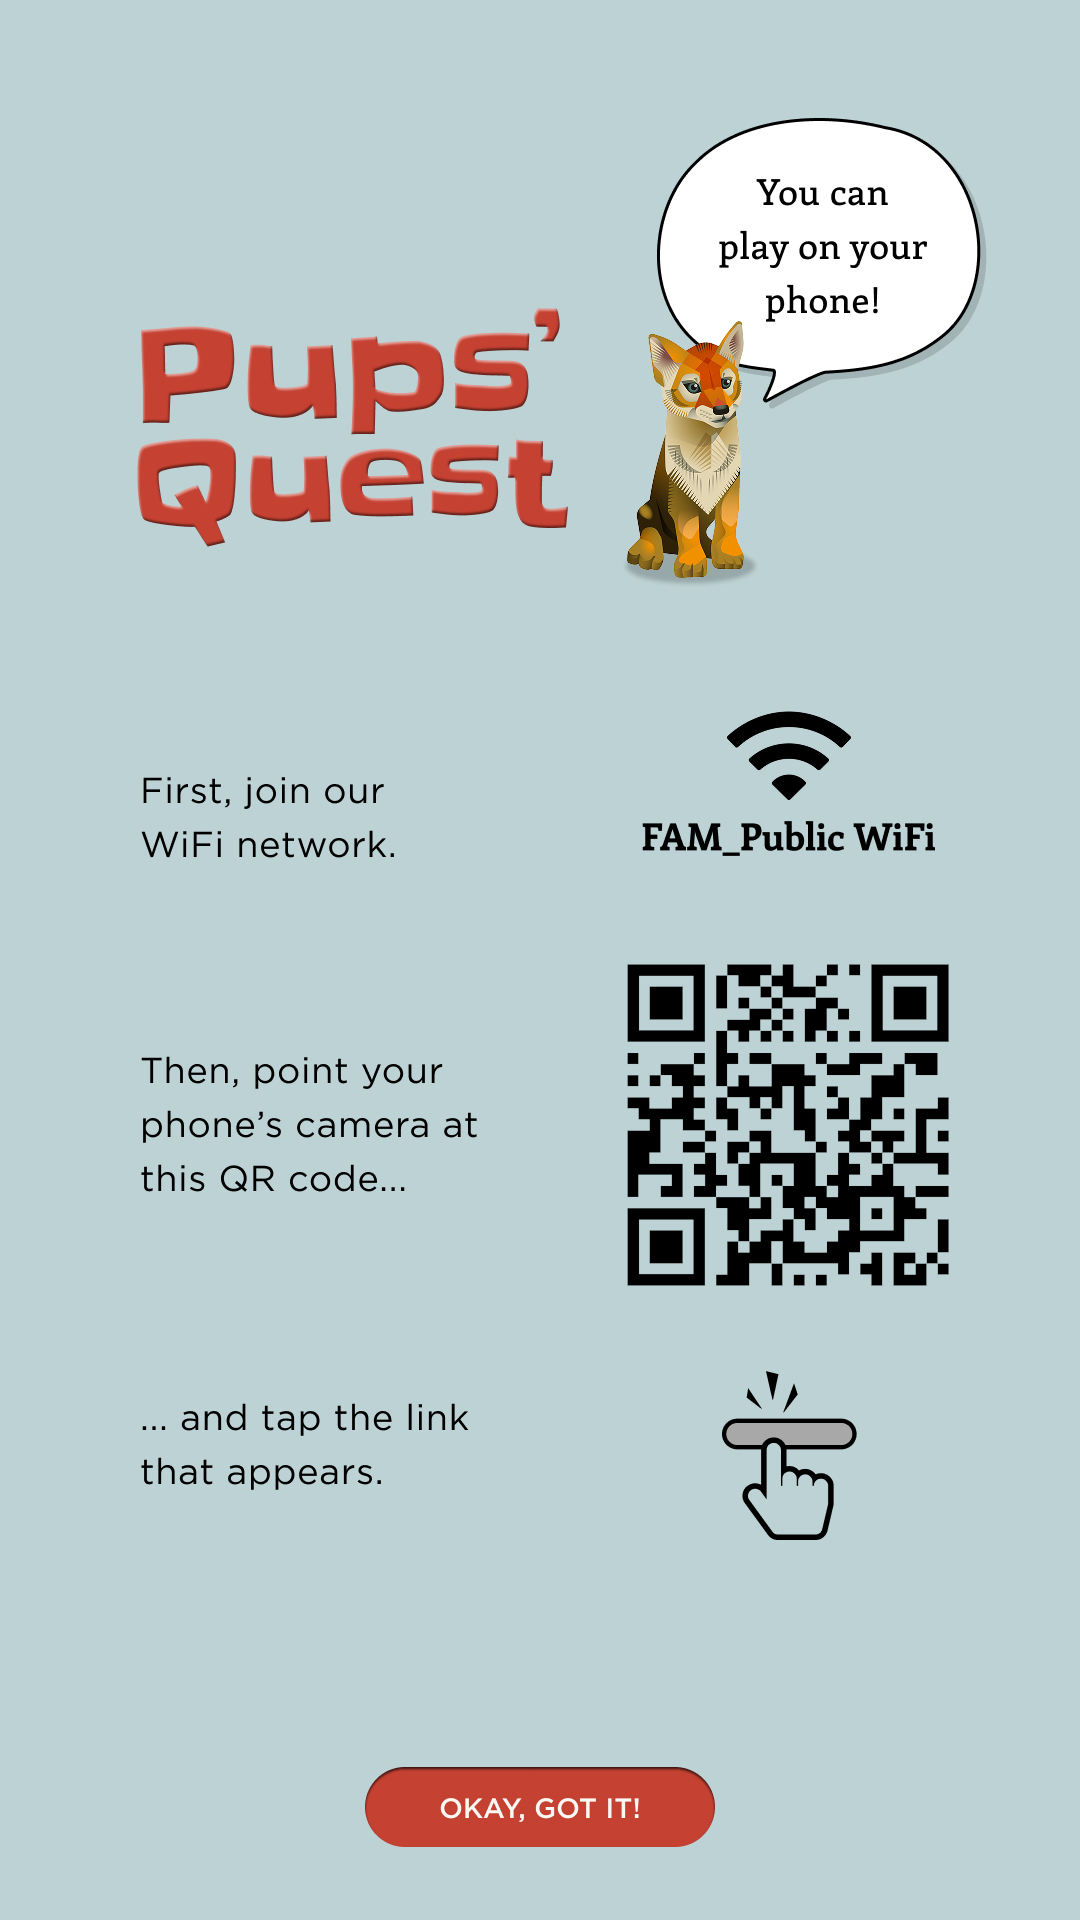 You can
play on your
phone!
Pups’
Quest
First, join our
WiFi network.
FAM_Public WiFi
Then, point your
phone’s camera at
this QR code...
... and tap the link
that appears.
OKAY, GOT IT!